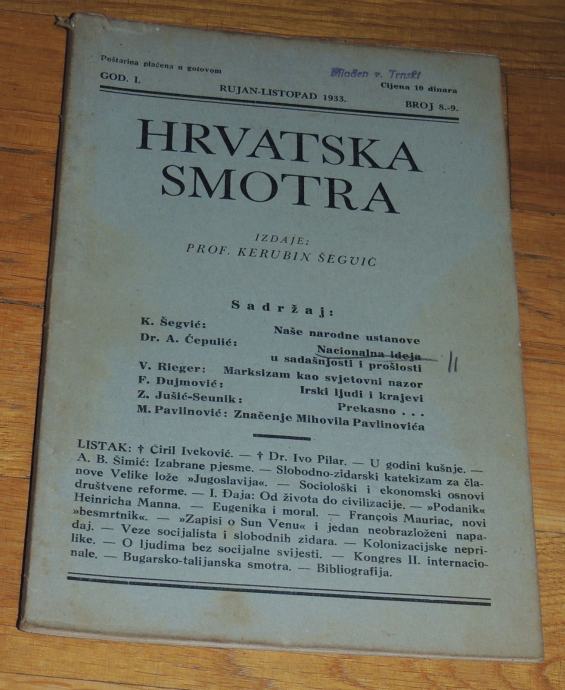 Poštarina plaćena u gotovom
Mladen v. Trnski
GOD. I.
RUJAN-LISTOPAD 1933.
Cijena 10 dinara
BROJ 8.-9.
HRVATSKA
SMOTRA
IZDAJE:
PROF. KERUBIN ŠEGVIĆ
Sadržaj:
K. Šegvić: Naše narodne ustanove
Dr. A. Ćepulić: Nacionalna ideja
u sadašnjosti i prošlosti
V. Rieger: Marksizam kao svjetovni nazor
F. Dujmović: Irski ljudi i krajevi
Z. Jušić-Seunik: Prekasno . . .
M. Pavlinović: Značenje Mihovila Pavlinovića
LISTAK: † Ćiril Iveković. — † Dr. Ivo Pilar. — U godini kušnje. —
A. B. Šimić: Izabrane pjesme. — Slobodno-zidarski katekizam za čla-
nove Velike lože »Jugoslavija«. — Sociološki i ekonomski osnovi
društvene reforme. — I. Đaja: Od života do civilizacije. — »Podanik«
Heinricha Manna. — Eugenika i moral. — François Mauriac, novi
»besmrtnik«. — »Zapisi o Sun Venu« i jedan neobrazloženi napa-
daj. — Veze socijalista i slobodnih zidara. — Kolonizacijske nepri-
like. — O ljudima bez socijalne svijesti. — Kongres II. internacio-
nale. — Bugarsko-talijanska smotra. — Bibliografija.